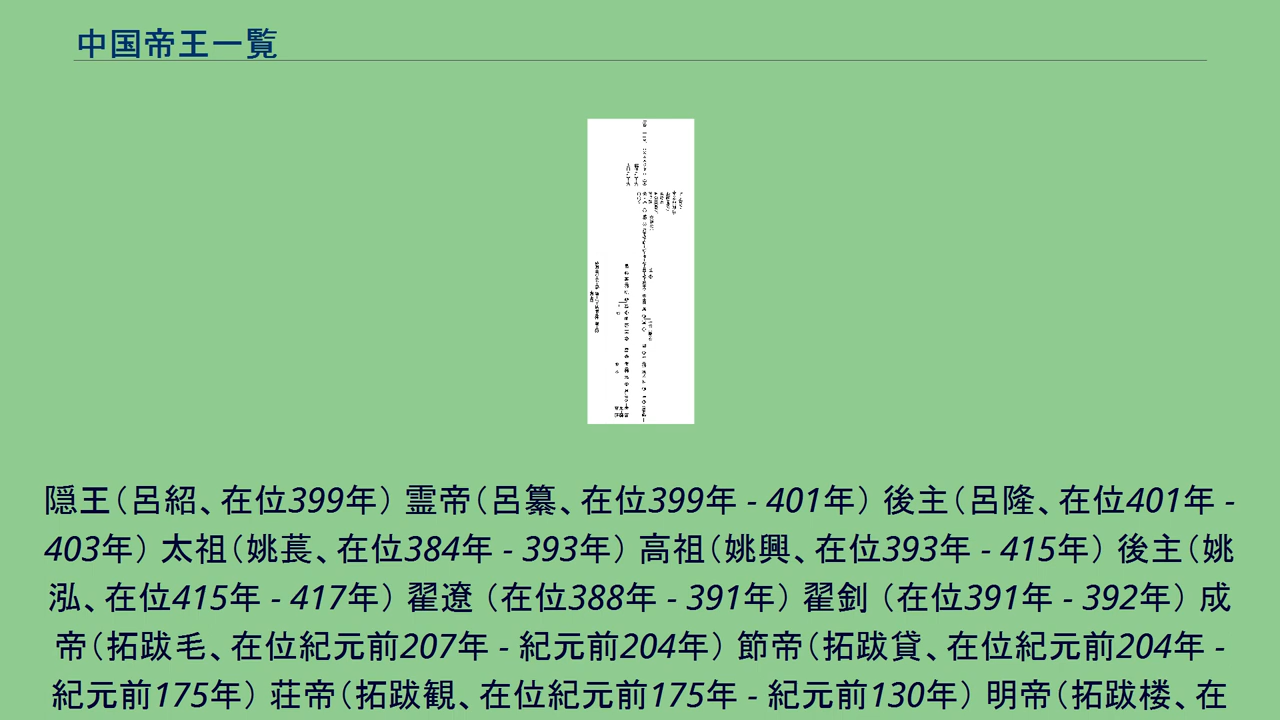 中国帝王一覧
隠王（呂紹、在位399年） 霊帝（呂纂、在位399年 - 401年） 後主（呂隆、在位401年 -
403年） 太祖（姚萇、在位384年 - 393年） 高祖（姚興、在位393年 - 415年） 後主（姚
泓、在位415年 - 417年） 翟遼 （在位388年 - 391年） 翟釗 （在位391年 - 392年） 成
帝（拓跋毛、在位紀元前207年 - 紀元前204年） 節帝（拓跋貸、在位紀元前204年 -
紀元前175年） 荘帝（拓跋観、在位紀元前175年 - 紀元前130年） 明帝（拓跋楼、在